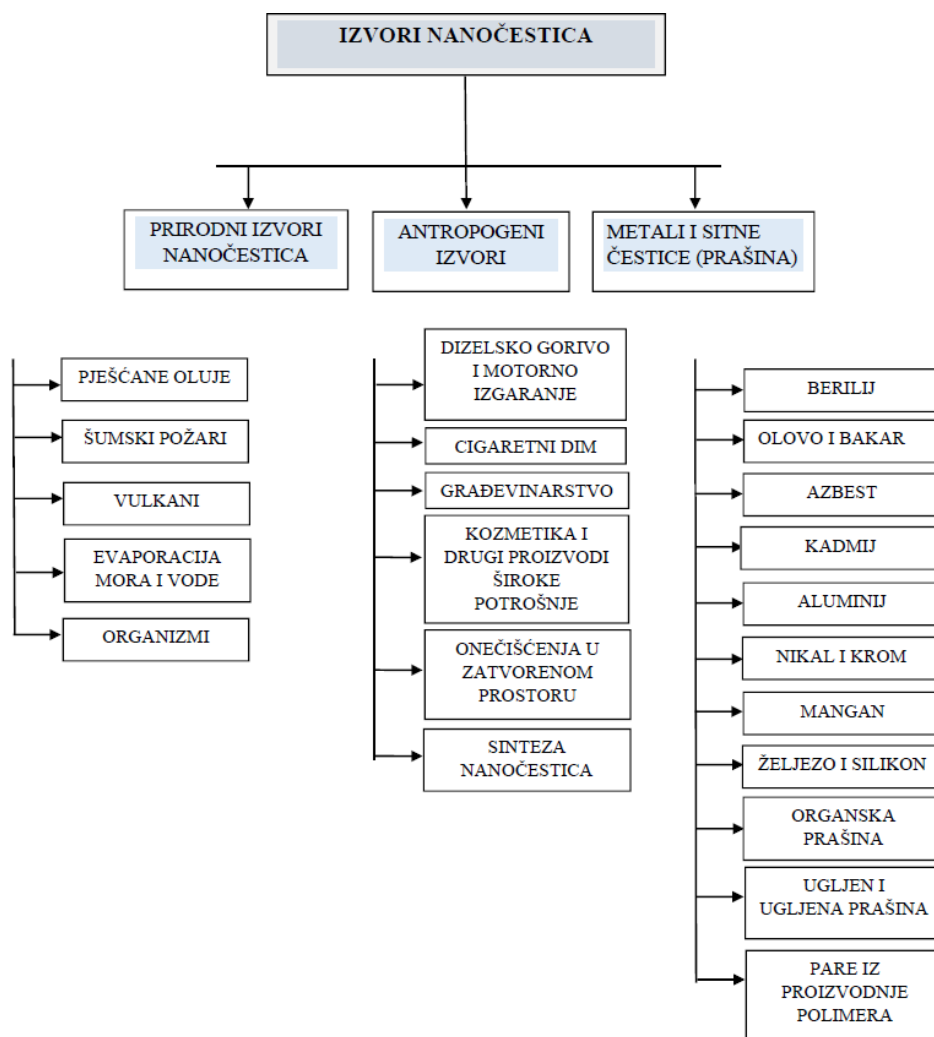 IZVORI NANOČESTICA
PRIRODNI IZVORI
NANOČESTICA
ANTROPOGENI
IZVORI
METALI I SITNE
ČESTICE (PRAŠINA)
PJEŠĆANE OLUJE
ŠUMSKI POŽARI
VULKANI
EVAPORACIJA
MORA I VODE
ORGANIZMI
DIZELSKO GORIVO
I MOTORNO
IZGARANJE
CIGARETNI DIM
GRAĐEVINARSTVO
KOZMETIKA I
DRUGI PROIZVODI
ŠIROKE
POTROŠNJE
ONEČIŠĆENJA U
ZATVORENOM
PROSTORU
SINTEZA
NANOČESTICA
BERILIJ
OLOVO I BAKAR
AZBEST
KADMIJ
ALUMINIJ
NIKAL I KROM
MANGAN
ŽELJEZO I SILIKON
ORGANSKA
PRAŠINA
UGLJEN I
UGLJENA PRAŠINA
PARE IZ
PROIZVODNJE
POLIMERA